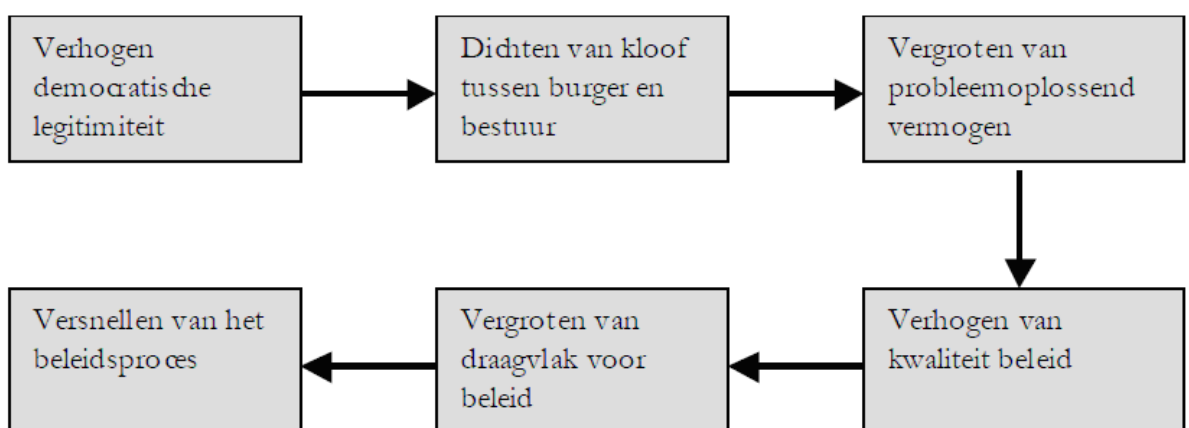 Verhogen
democratische
legitimiteit
Dichten van kloof
tussen burger en
bestuur
Vergroten van
probleemoplossend
vermogen
Verhogen van
kwaliteit beleid
Vergroten van
draagvlak voor
beleid
Versnellen van het
beleidsproces